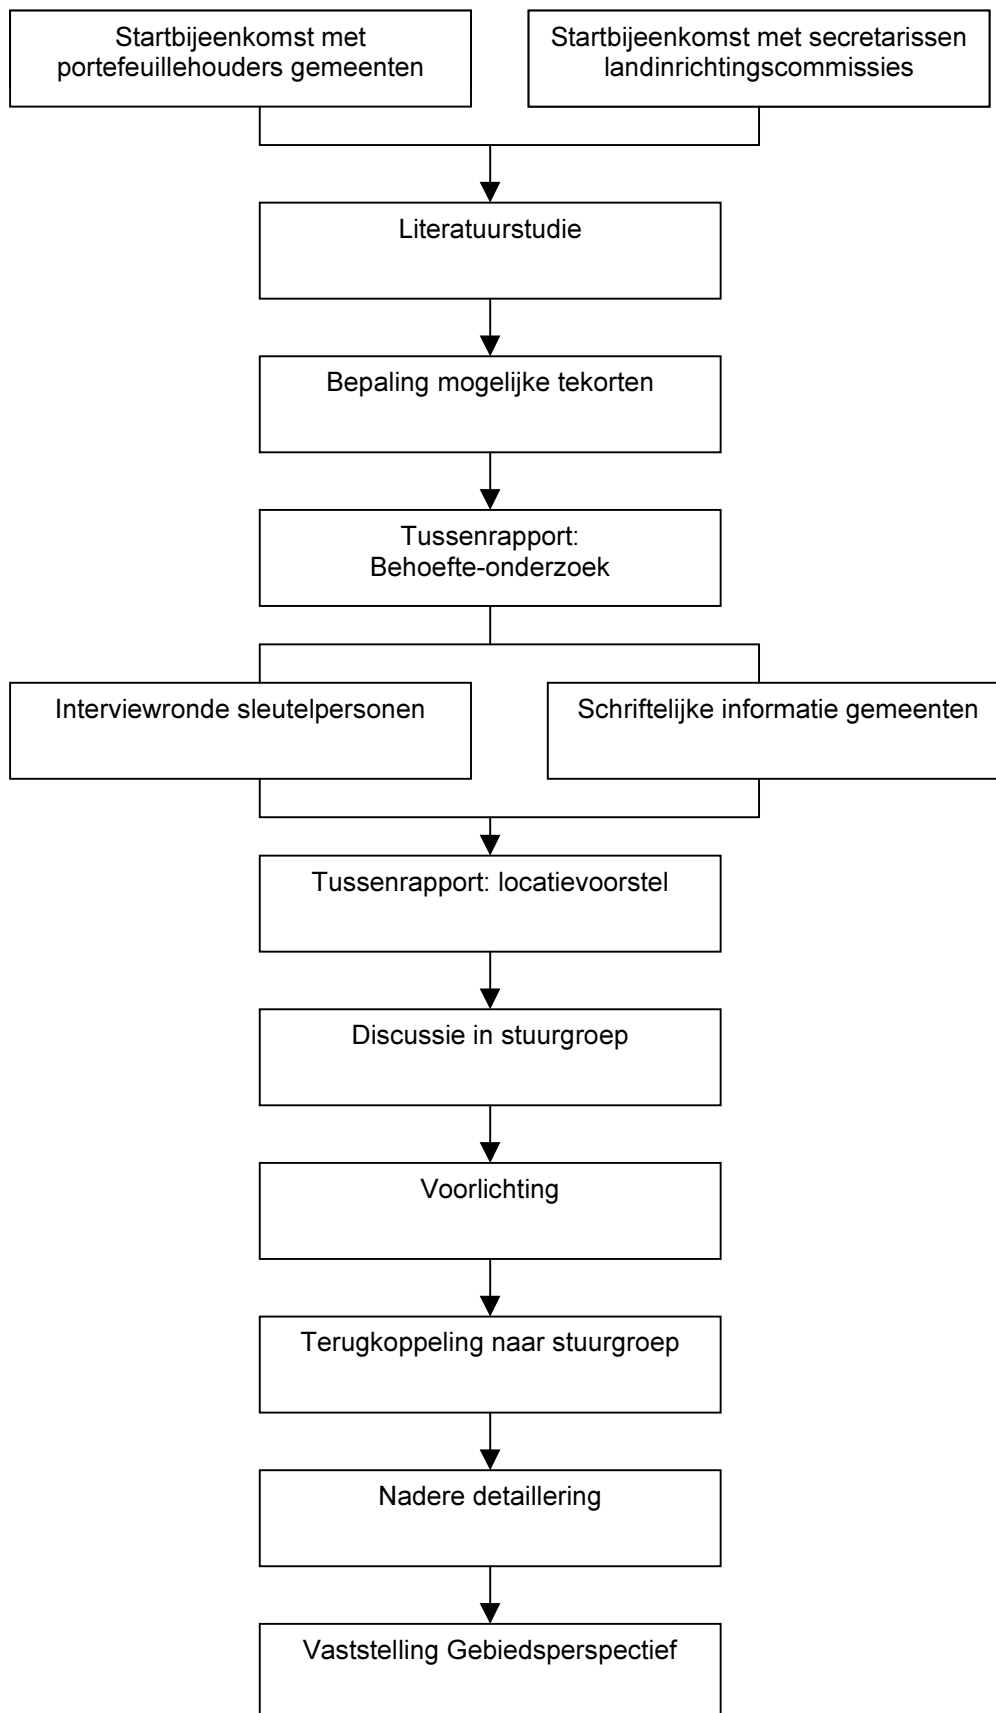 Startbijeenkomst met
portefeuillehouders gemeenten
Startbijeenkomst met secretarissen
landinrichtingscommissies
Literatuurstudie
Bepaling mogelijke tekorten
Tussenrapport:
Behoefte-onderzoek
Interviewronde sleutelpersonen
Schriftelijke informatie gemeenten
Tussenrapport: locatievoorstel
Discussie in stuurgroep
Voorlichting
Terugkoppeling naar stuurgroep
Nadere detaillering
Vaststelling Gebiedsperspectief